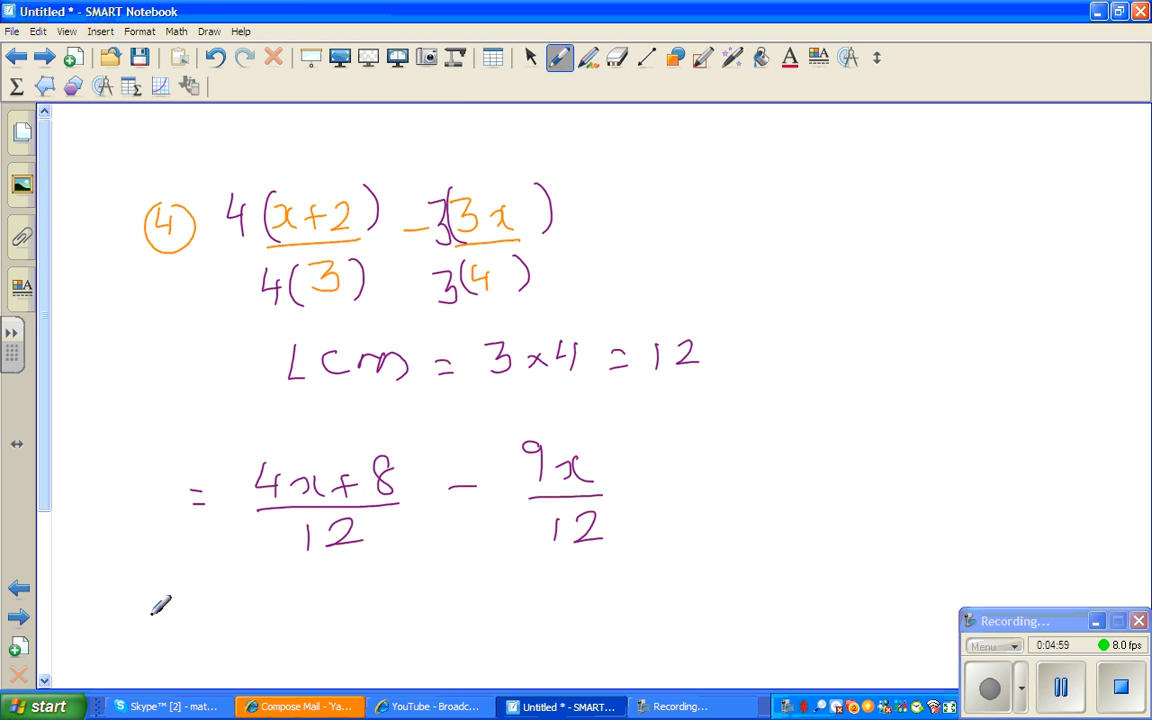 Untitled * - SMART Notebook
File Edit View Insert Format Math Draw Help
4 4(x+2) - 3(3x)
4(3) 3(4)
LCM = 3×4 = 12
= 4x+8 - 9x
12 12
Recording...
Menu 0:04:59 8.0 fps
start Skype™ [2] - mat... Compose Mail - 'Ya... YouTube - Broadc... Untitled * - SMART... Recording...